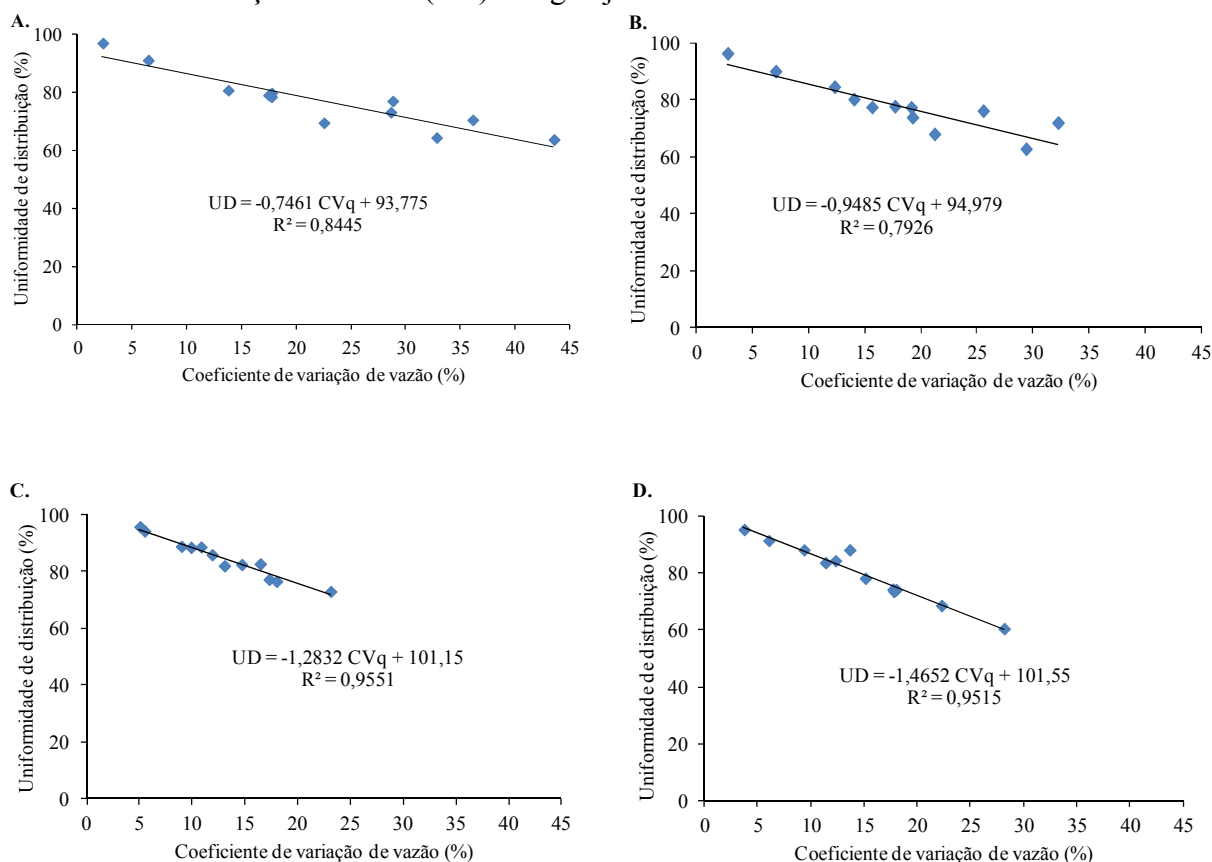 A.
Uniformidade de distribuição (%)
100
80
60
40
20
0
UD = -0,7461 CVq + 93,775
R² = 0,8445
0 5 10 15 20 25 30 35 40 45
Coeficiente de variação de vazão (%)
B.
Uniformidade de distribuição (%)
100
80
60
40
20
0
UD = -0,9485 CVq + 94,979
R² = 0,7926
0 5 10 15 20 25 30 35 40 45
Coeficiente de variação de vazão (%)
C.
Uniformidade de distribuição (%)
100
80
60
40
20
0
UD = -1,2832 CVq + 101,15
R² = 0,9551
0 5 10 15 20 25 30 35 40 45
Coeficiente de variação de vazão (%)
D.
Uniformidade de distribuição (%)
100
80
60
40
20
0
UD = -1,4652 CVq + 101,55
R² = 0,9515
0 5 10 15 20 25 30 35 40 45
Coeficiente de variação de vazão (%)